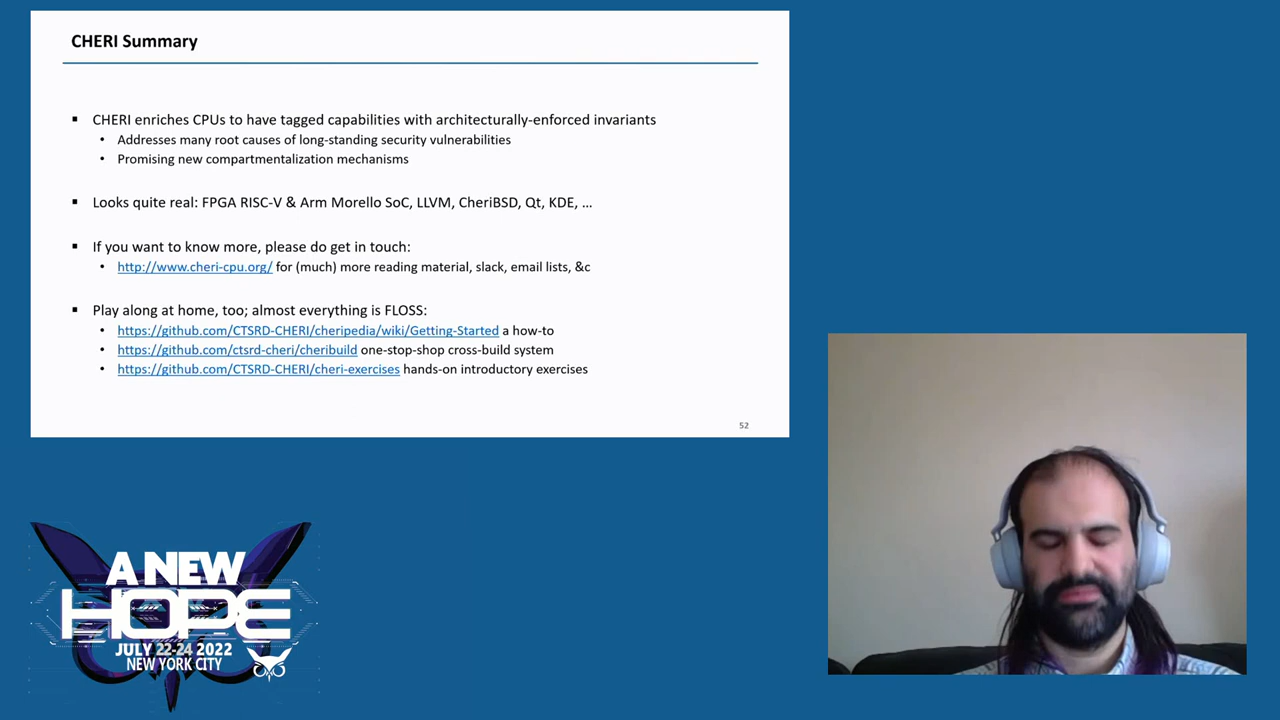 CHERI Summary
▪ CHERI enriches CPUs to have tagged capabilities with architecturally-enforced invariants
• Addresses many root causes of long-standing security vulnerabilities
• Promising new compartmentalization mechanisms
▪ Looks quite real: FPGA RISC-V & Arm Morello SoC, LLVM, CheriBSD, Qt, KDE, ...
▪ If you want to know more, please do get in touch:
• http://www.cheri-cpu.org/ for (much) more reading material, slack, email lists, &c
▪ Play along at home, too; almost everything is FLOSS:
• https://github.com/CTSRD-CHERI/cheripedia/wiki/Getting-Started a how-to
• https://github.com/ctsrd-cheri/cheribuild one-stop-shop cross-build system
• https://github.com/CTSRD-CHERI/cheri-exercises hands-on introductory exercises
52
A NEW
HOPE
JULY 22-24 2022
NEW YORK CITY